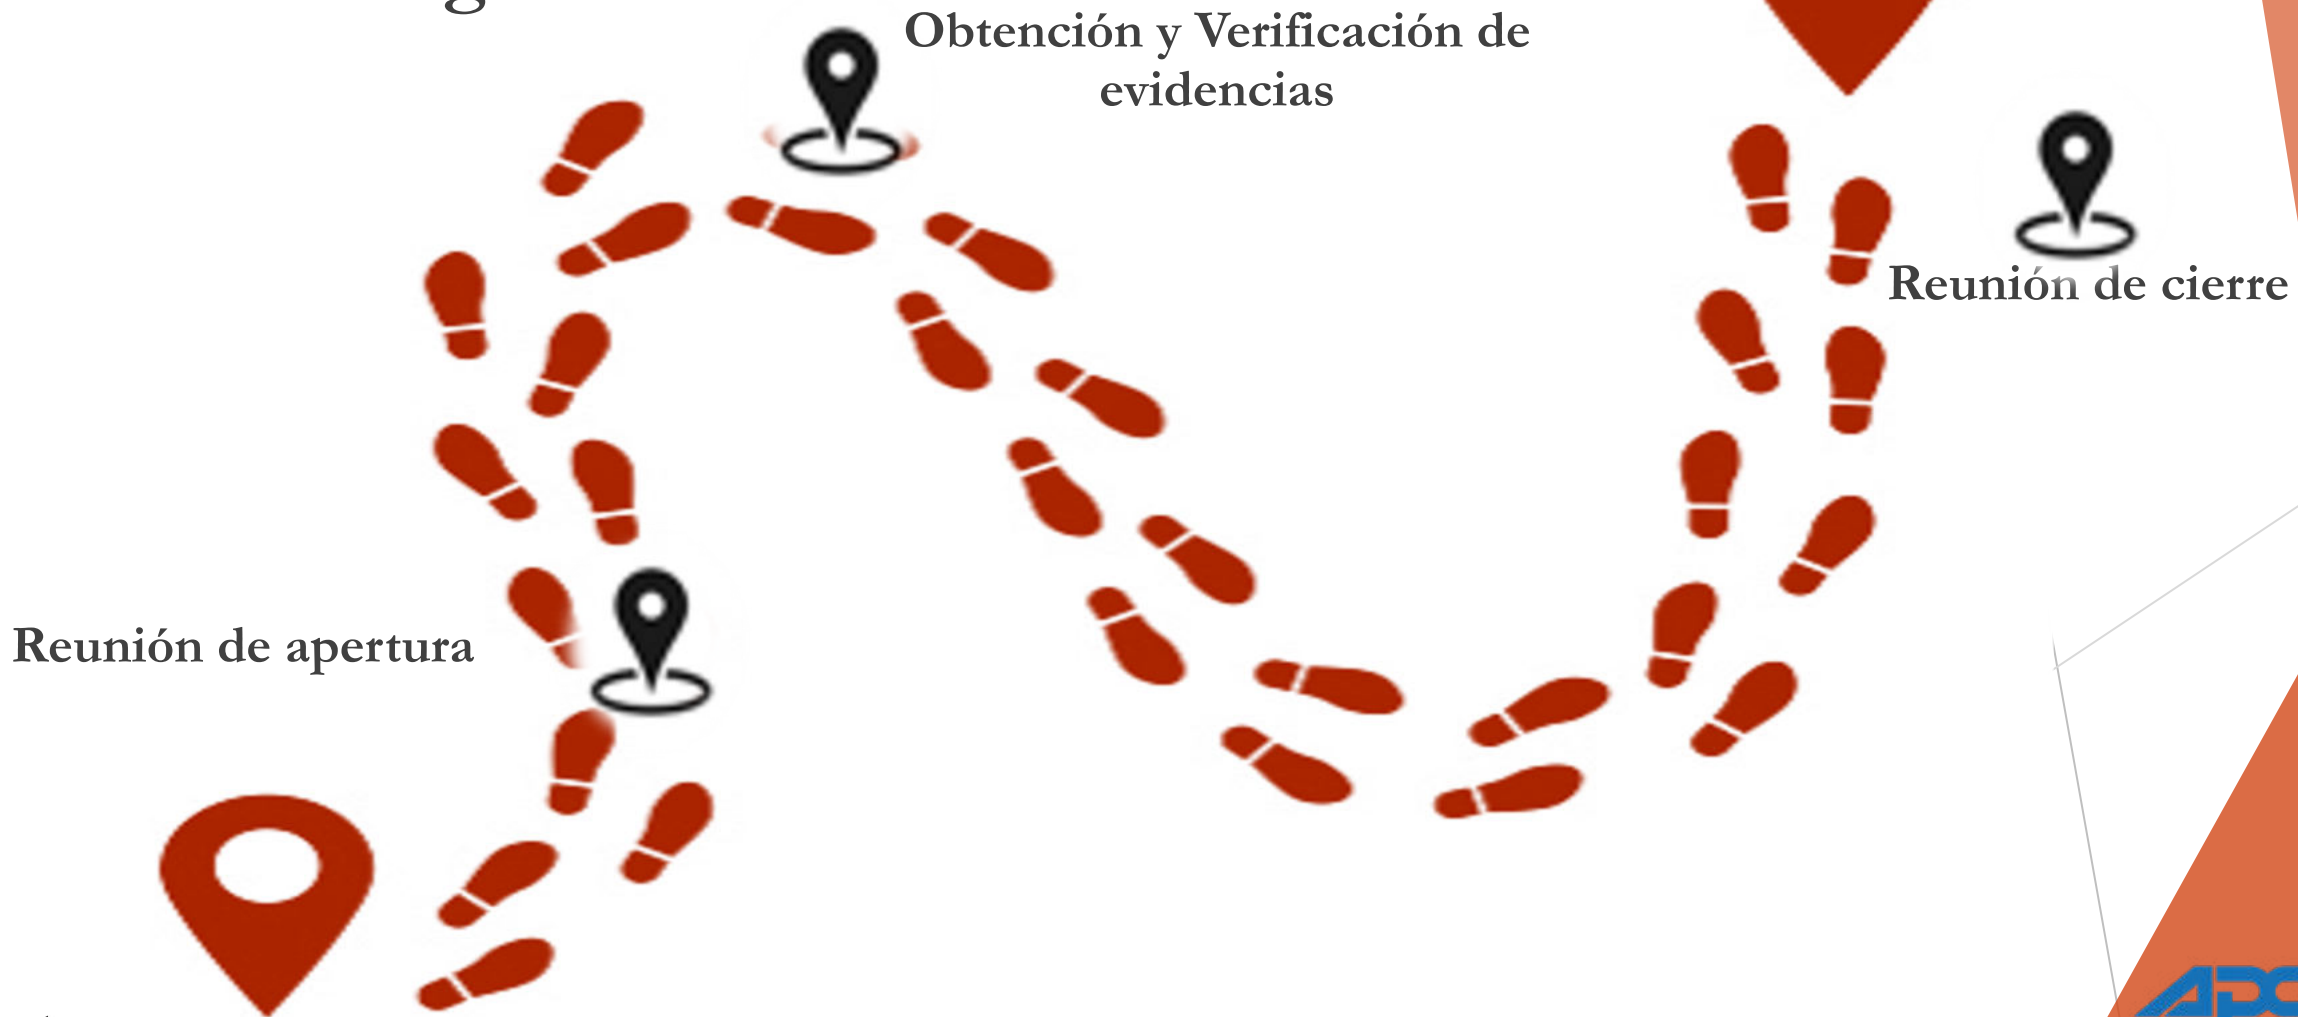 Obtención y Verificación de
evidencias
Reunión de cierre
Reunión de apertura